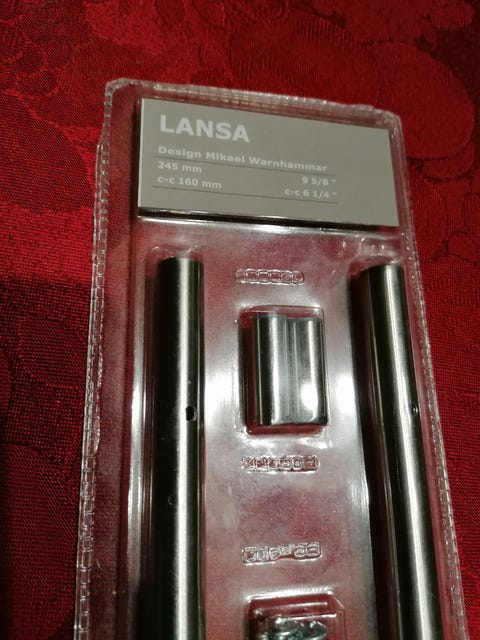 LANSA
Design Mikael Warnhammar
245 mm 9 5/8 "
c-c 160 mm c-c 6 1/4 "